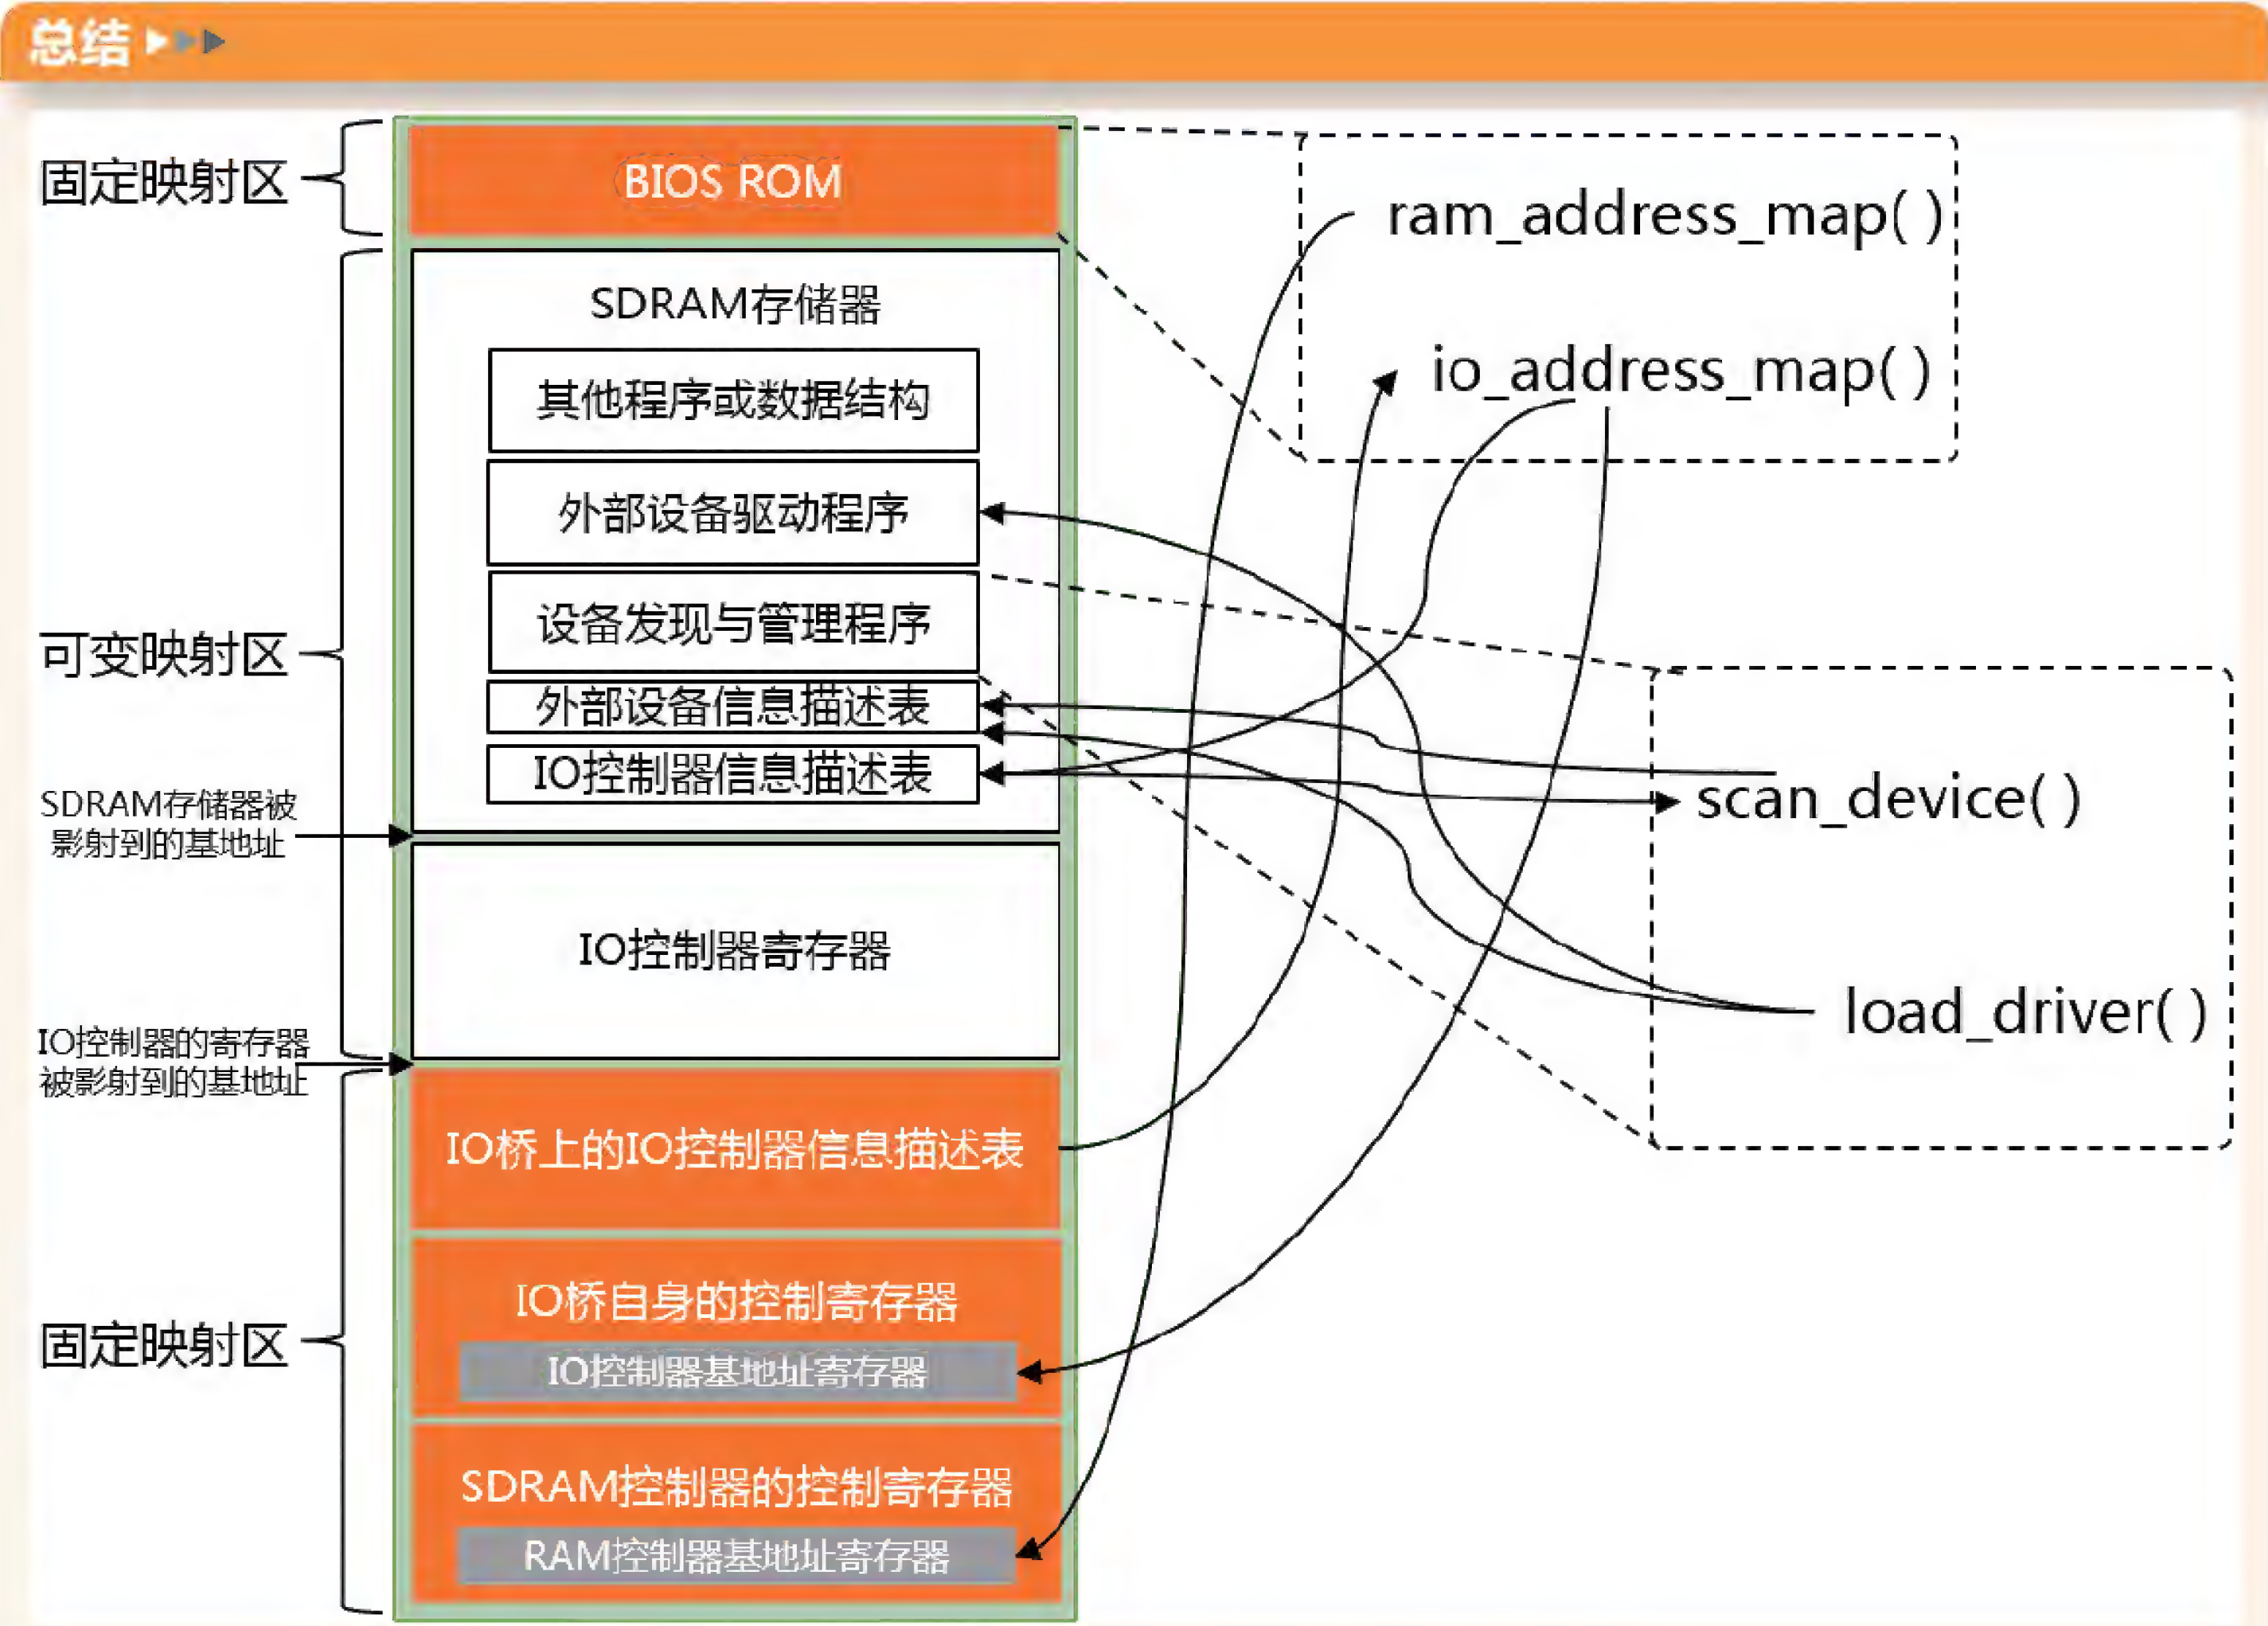 总结
固定映射区
BIOS ROM
ram_address_map( )
io_address_map( )
可变映射区
SDRAM存储器
其他程序或数据结构
外部设备驱动程序
设备发现与管理程序
外部设备信息描述表
IO控制器信息描述表
scan_device( )
load_driver( )
SDRAM存储器被
影射到的基地址
IO控制器寄存器
IO控制器的寄存器
被影射到的基地址
固定映射区
IO桥上的IO控制器信息描述表
IO桥自身的控制寄存器
IO控制器基地址寄存器
SDRAM控制器的控制寄存器
RAM控制器基地址寄存器